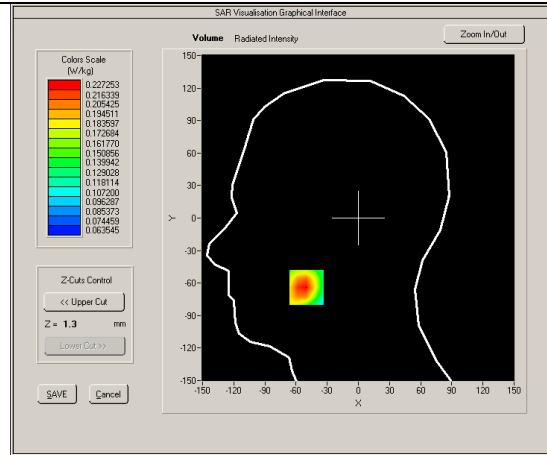 SAR Visualisation Graphical Interface
Volume Radiated Intensity
Zoom In/Out
Colors Scale
(W/kg)
0.227253
0.216339
0.205425
0.194511
0.183597
0.172684
0.161770
0.150856
0.139942
0.129028
0.118114
0.107200
0.096287
0.085373
0.074459
0.063545
Z-Cuts Control
<< Upper Cut
Z = 1.3 mm
Lower Cut >>
SAVE
Cancel
150
120
90
60
30
0
-30
-60
-90
-120
-150
Y
-150 -120 -90 -60 -30 0 30 60 90 120 150
X